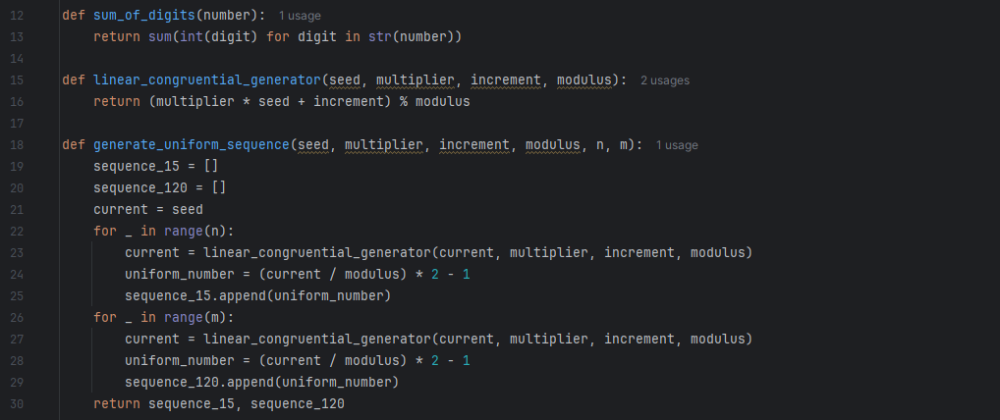 12 def sum_of_digits(number): 1 usage
13     return sum(int(digit) for digit in str(number))
14
15 def linear_congruential_generator(seed, multiplier, increment, modulus): 2 usages
16     return (multiplier * seed + increment) % modulus
17
18 def generate_uniform_sequence(seed, multiplier, increment, modulus, n, m): 1 usage
19     sequence_15 = []
20     sequence_120 = []
21     current = seed
22     for _ in range(n):
23         current = linear_congruential_generator(current, multiplier, increment, modulus)
24         uniform_number = (current / modulus) * 2 - 1
25         sequence_15.append(uniform_number)
26     for _ in range(m):
27         current = linear_congruential_generator(current, multiplier, increment, modulus)
28         uniform_number = (current / modulus) * 2 - 1
29         sequence_120.append(uniform_number)
30     return sequence_15, sequence_120